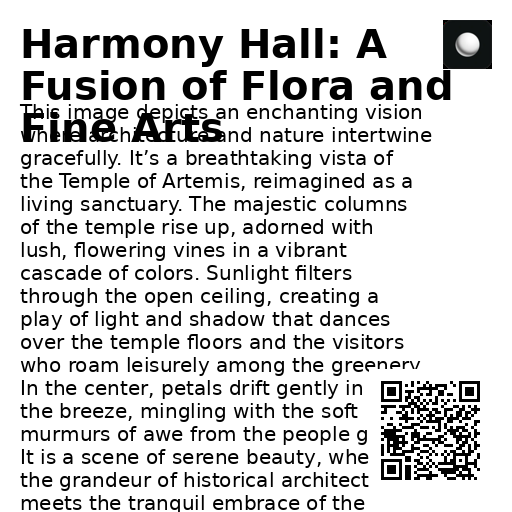 Harmony Hall: A
Fusion of Flora and
Fine Arts
This image depicts an enchanting vision
where architecture and nature intertwine
gracefully. It’s a breathtaking vista of
the Temple of Artemis, reimagined as a
living sanctuary. The majestic columns
of the temple rise up, adorned with
lush, flowering vines in a vibrant
cascade of colors. Sunlight filters
through the open ceiling, creating a
play of light and shadow that dances
over the temple floors and the visitors
who roam leisurely among the greenery
In the center, petals drift gently in
the breeze, mingling with the soft
murmurs of awe from the people g
It is a scene of serene beauty, whe
the grandeur of historical architect
meets the tranquil embrace of the